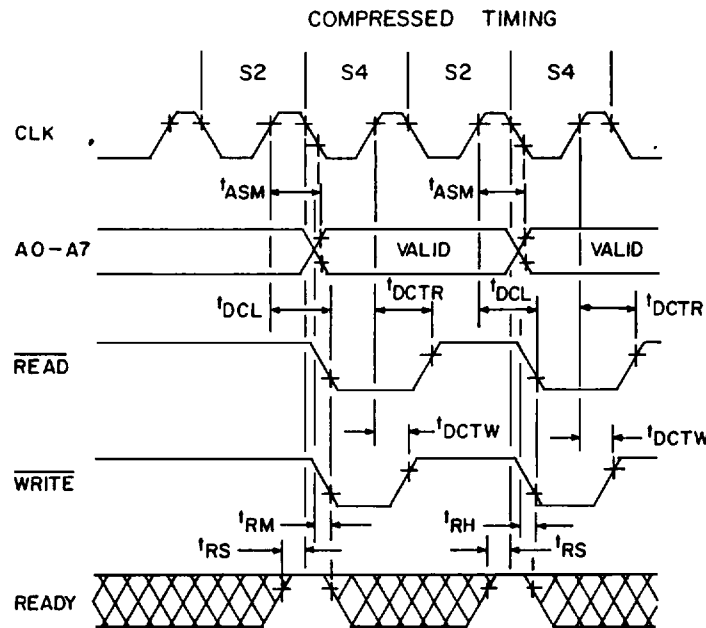 COMPRESSED TIMING
S2 S4 S2 S4
CLK
tASM tASM
A0-A7 VALID VALID
tDCL tDCTR tDCL tDCTR
READ
tDCTW tDCTW
WRITE
tRM tRH
tRS tRS
READY